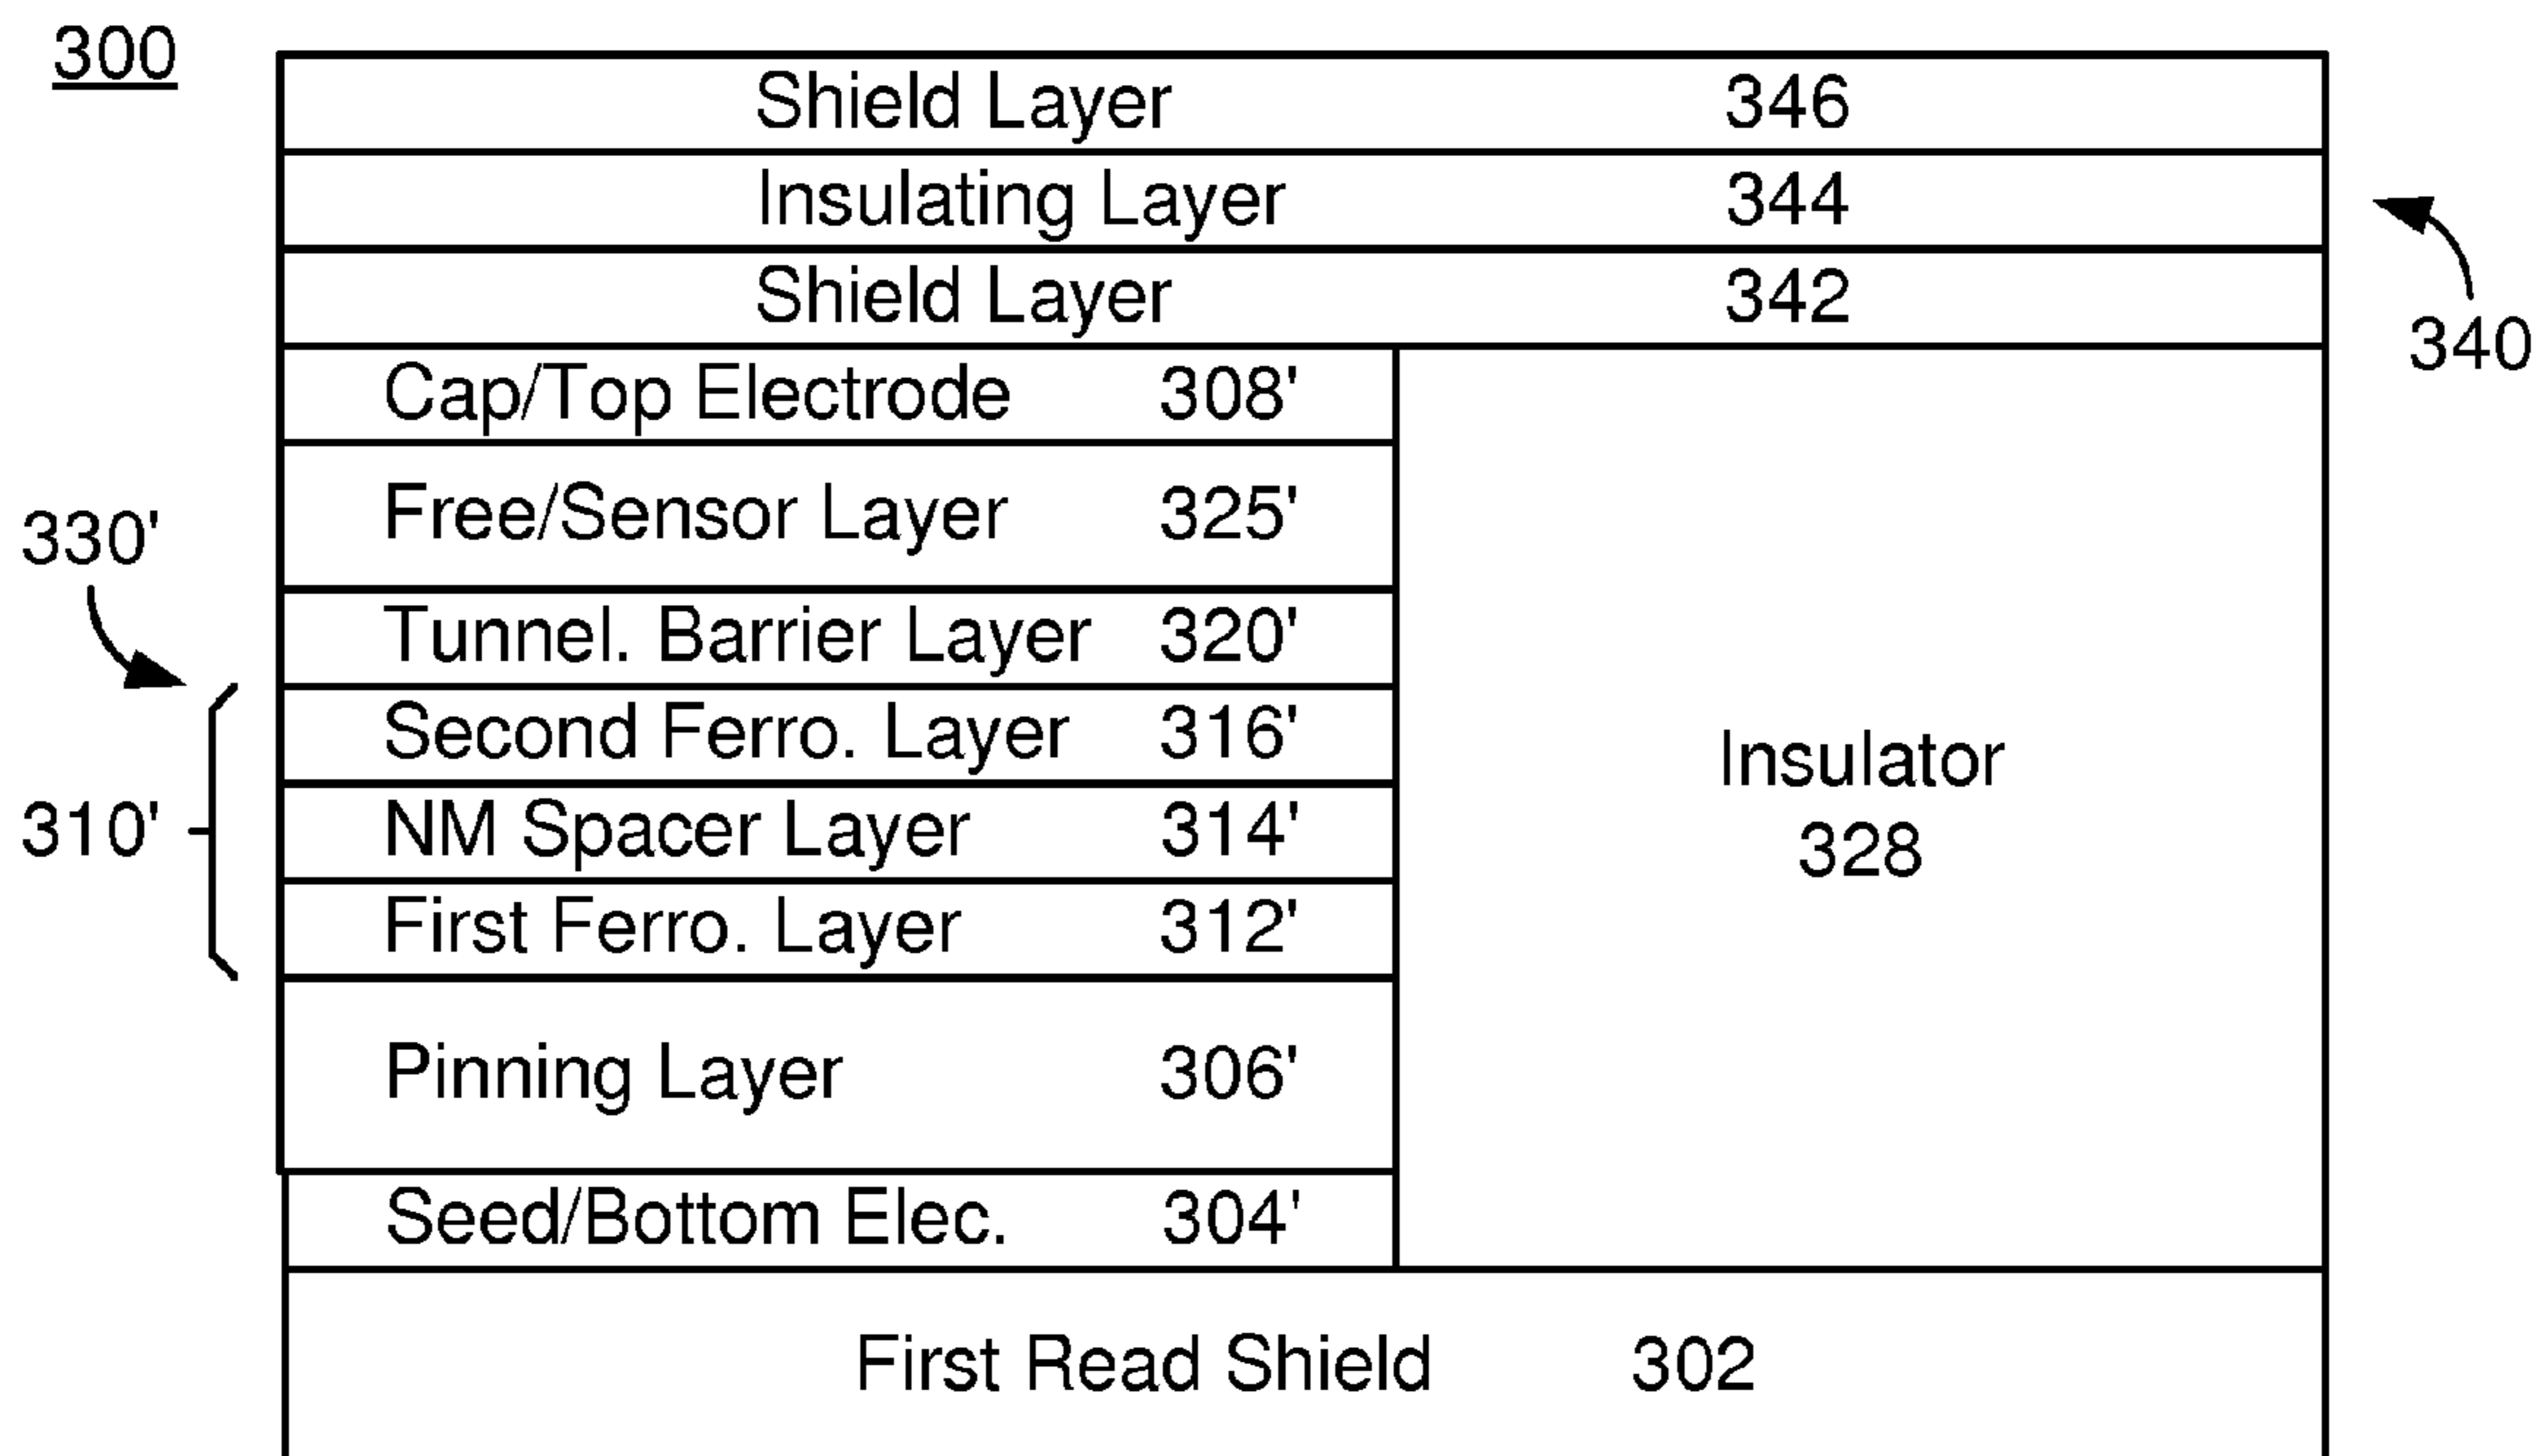 300
Shield Layer 346
Insulating Layer 344
Shield Layer 342
340
Cap/Top Electrode 308'
Free/Sensor Layer 325'
330'
Tunnel. Barrier Layer 320'
Second Ferro. Layer 316'
310'
NM Spacer Layer 314'
First Ferro. Layer 312'
Insulator
328
Pinning Layer 306'
Seed/Bottom Elec. 304'
First Read Shield 302